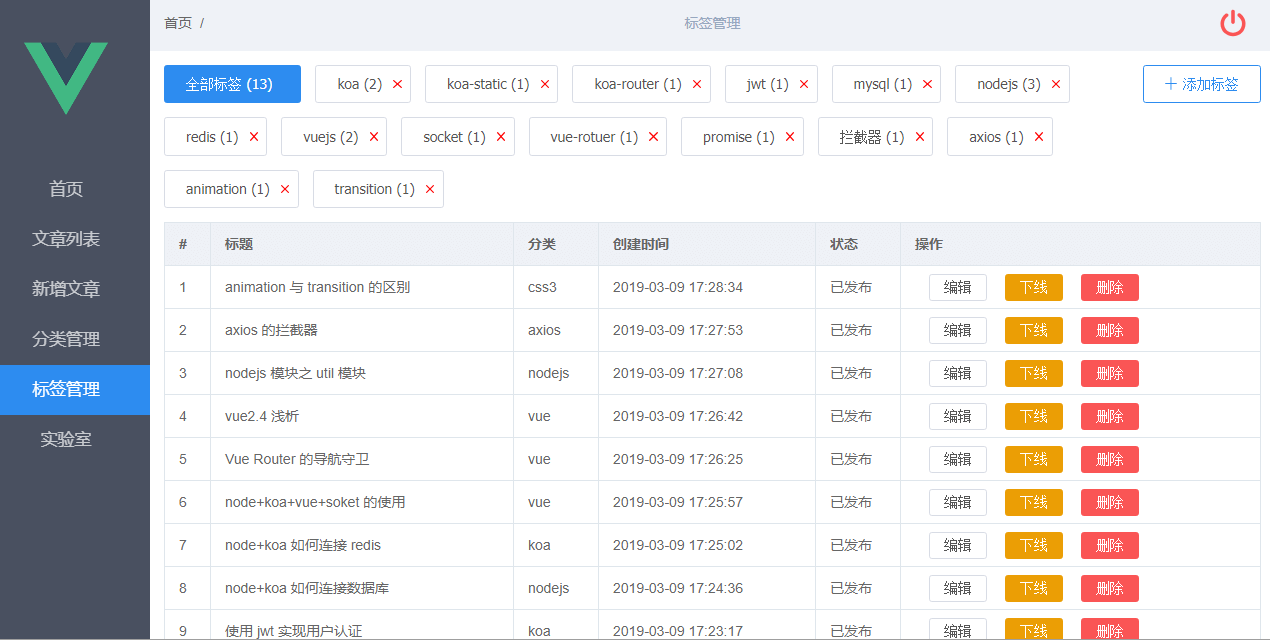 首页 /
标签管理
首页
文章列表
新增文章
分类管理
标签管理
实验室
全部标签 (13) koa (2) × koa-static (1) × koa-router (1) × jwt (1) × mysql (1) × nodejs (3) × + 添加标签
redis (1) × vuejs (2) × socket (1) × vue-rotuer (1) × promise (1) × 拦截器 (1) × axios (1) ×
animation (1) × transition (1) ×
# 标题 分类 创建时间 状态 操作
1 animation 与 transition 的区别 css3 2019-03-09 17:28:34 已发布 编辑 下线 删除
2 axios 的拦截器 axios 2019-03-09 17:27:53 已发布 编辑 下线 删除
3 nodejs 模块之 util 模块 nodejs 2019-03-09 17:27:08 已发布 编辑 下线 删除
4 vue2.4 浅析 vue 2019-03-09 17:26:42 已发布 编辑 下线 删除
5 Vue Router 的导航守卫 vue 2019-03-09 17:26:25 已发布 编辑 下线 删除
6 node+koa+vue+soket 的使用 vue 2019-03-09 17:25:57 已发布 编辑 下线 删除
7 node+koa 如何连接 redis koa 2019-03-09 17:25:02 已发布 编辑 下线 删除
8 node+koa 如何连接数据库 nodejs 2019-03-09 17:24:36 已发布 编辑 下线 删除
9 使用 jwt 实现用户认证 koa 2019-03-09 17:23:17 已发布 编辑 下线 删除